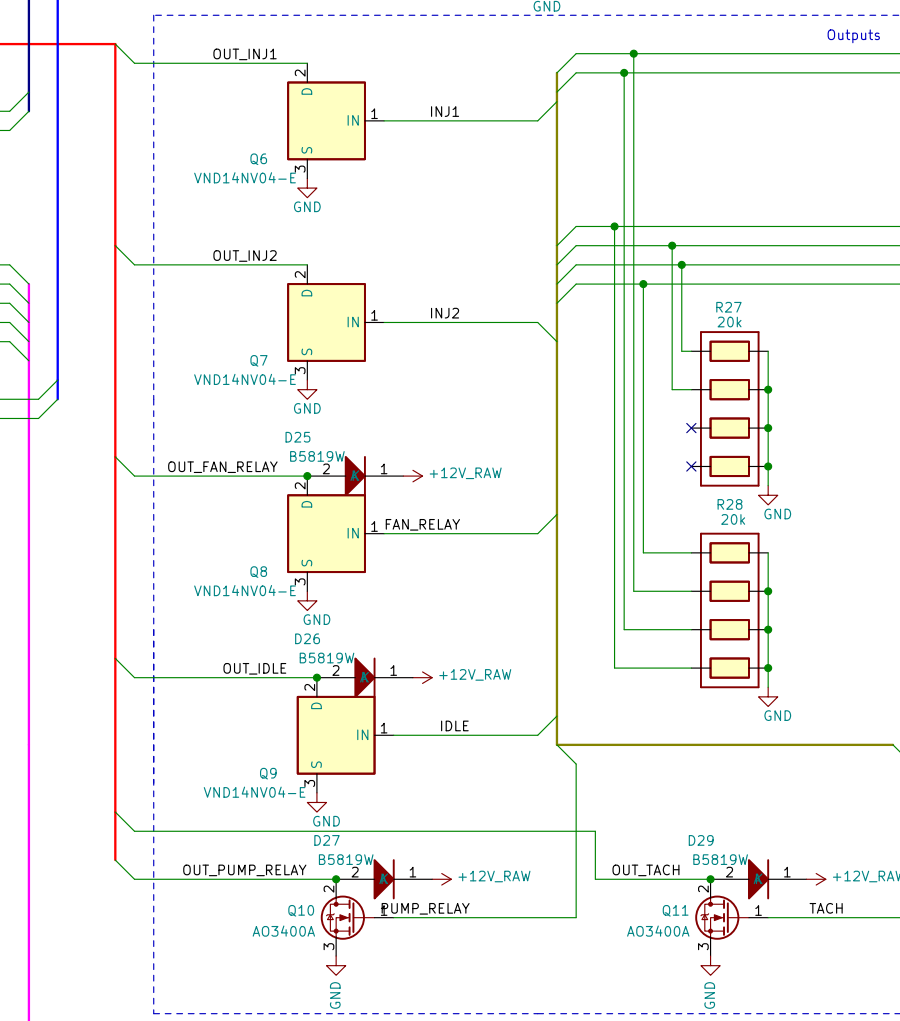 GND
Outputs
OUT_INJ1
2
D
IN
1
INJ1
S
3
Q6
VND14NV04-E
GND
OUT_INJ2
2
D
IN
1
INJ2
S
3
Q7
VND14NV04-E
GND
R27
20k
GND
D25
B5819W
OUT_FAN_RELAY
2
K
1
+12V_RAW
2
D
IN
1
FAN_RELAY
S
3
Q8
VND14NV04-E
GND
R28
20k
GND
D26
B5819W
OUT_IDLE
2
K
1
+12V_RAW
2
D
IN
1
IDLE
S
3
Q9
VND14NV04-E
GND
D27
B5819W
OUT_PUMP_RELAY
2
K
1
+12V_RAW
2
Q10
AO3400A
1
PUMP_RELAY
3
GND
D29
B5819W
OUT_TACH
2
K
1
+12V_RAW
2
Q11
AO3400A
1
TACH
3
GND